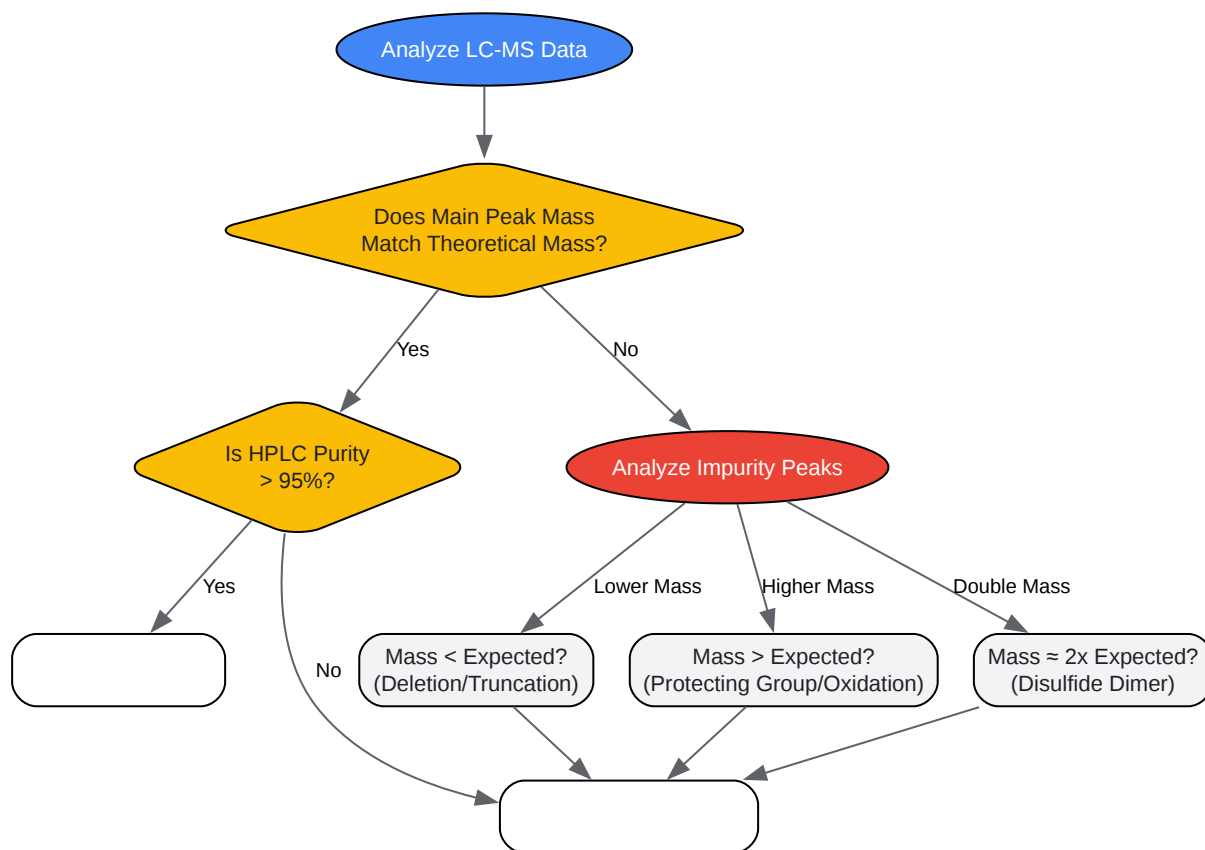 Analyze LC-MS Data
Does Main Peak Mass
Match Theoretical Mass?
Yes
No
Is HPLC Purity
> 95%?
Analyze Impurity Peaks
Yes
Lower Mass
Higher Mass
Double Mass
No
Mass < Expected?
(Deletion/Truncation)
Mass > Expected?
(Protecting Group/Oxidation)
Mass ≈ 2x Expected?
(Disulfide Dimer)